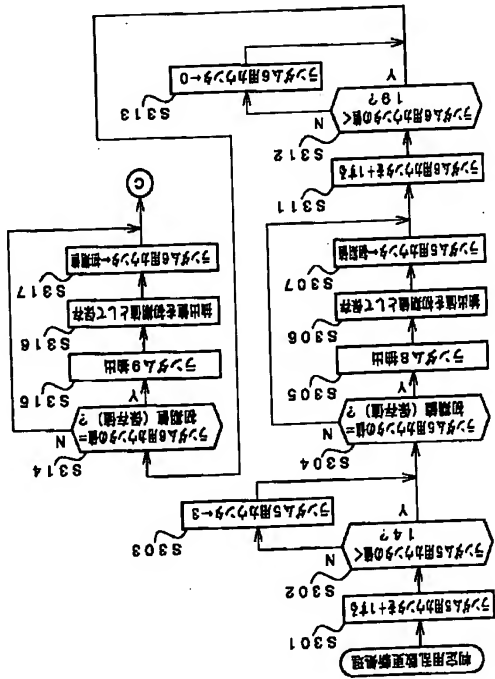 判定用乱数更新処理
S301
ランダム5用カウンタを+1する
S302
ランダム5用カウンタの値<
14?
N
Y
S303
ランダム5用カウンタ←3
S304
ランダム5用カウンタの値=
初期値(保存値)?
N
Y
S305
ランダム8抽出
S306
抽出値を初期値として保存
S307
ランダム5用カウンタ←初期値
S311
ランダム6用カウンタを+1する
S312
ランダム6用カウンタの値<
19?
N
Y
S313
ランダム6用カウンタ←0
S314
ランダム6用カウンタの値=
初期値(保存値)?
N
Y
S315
ランダム9抽出
S316
抽出値を初期値として保存
S317
ランダム6用カウンタ←初期値
C